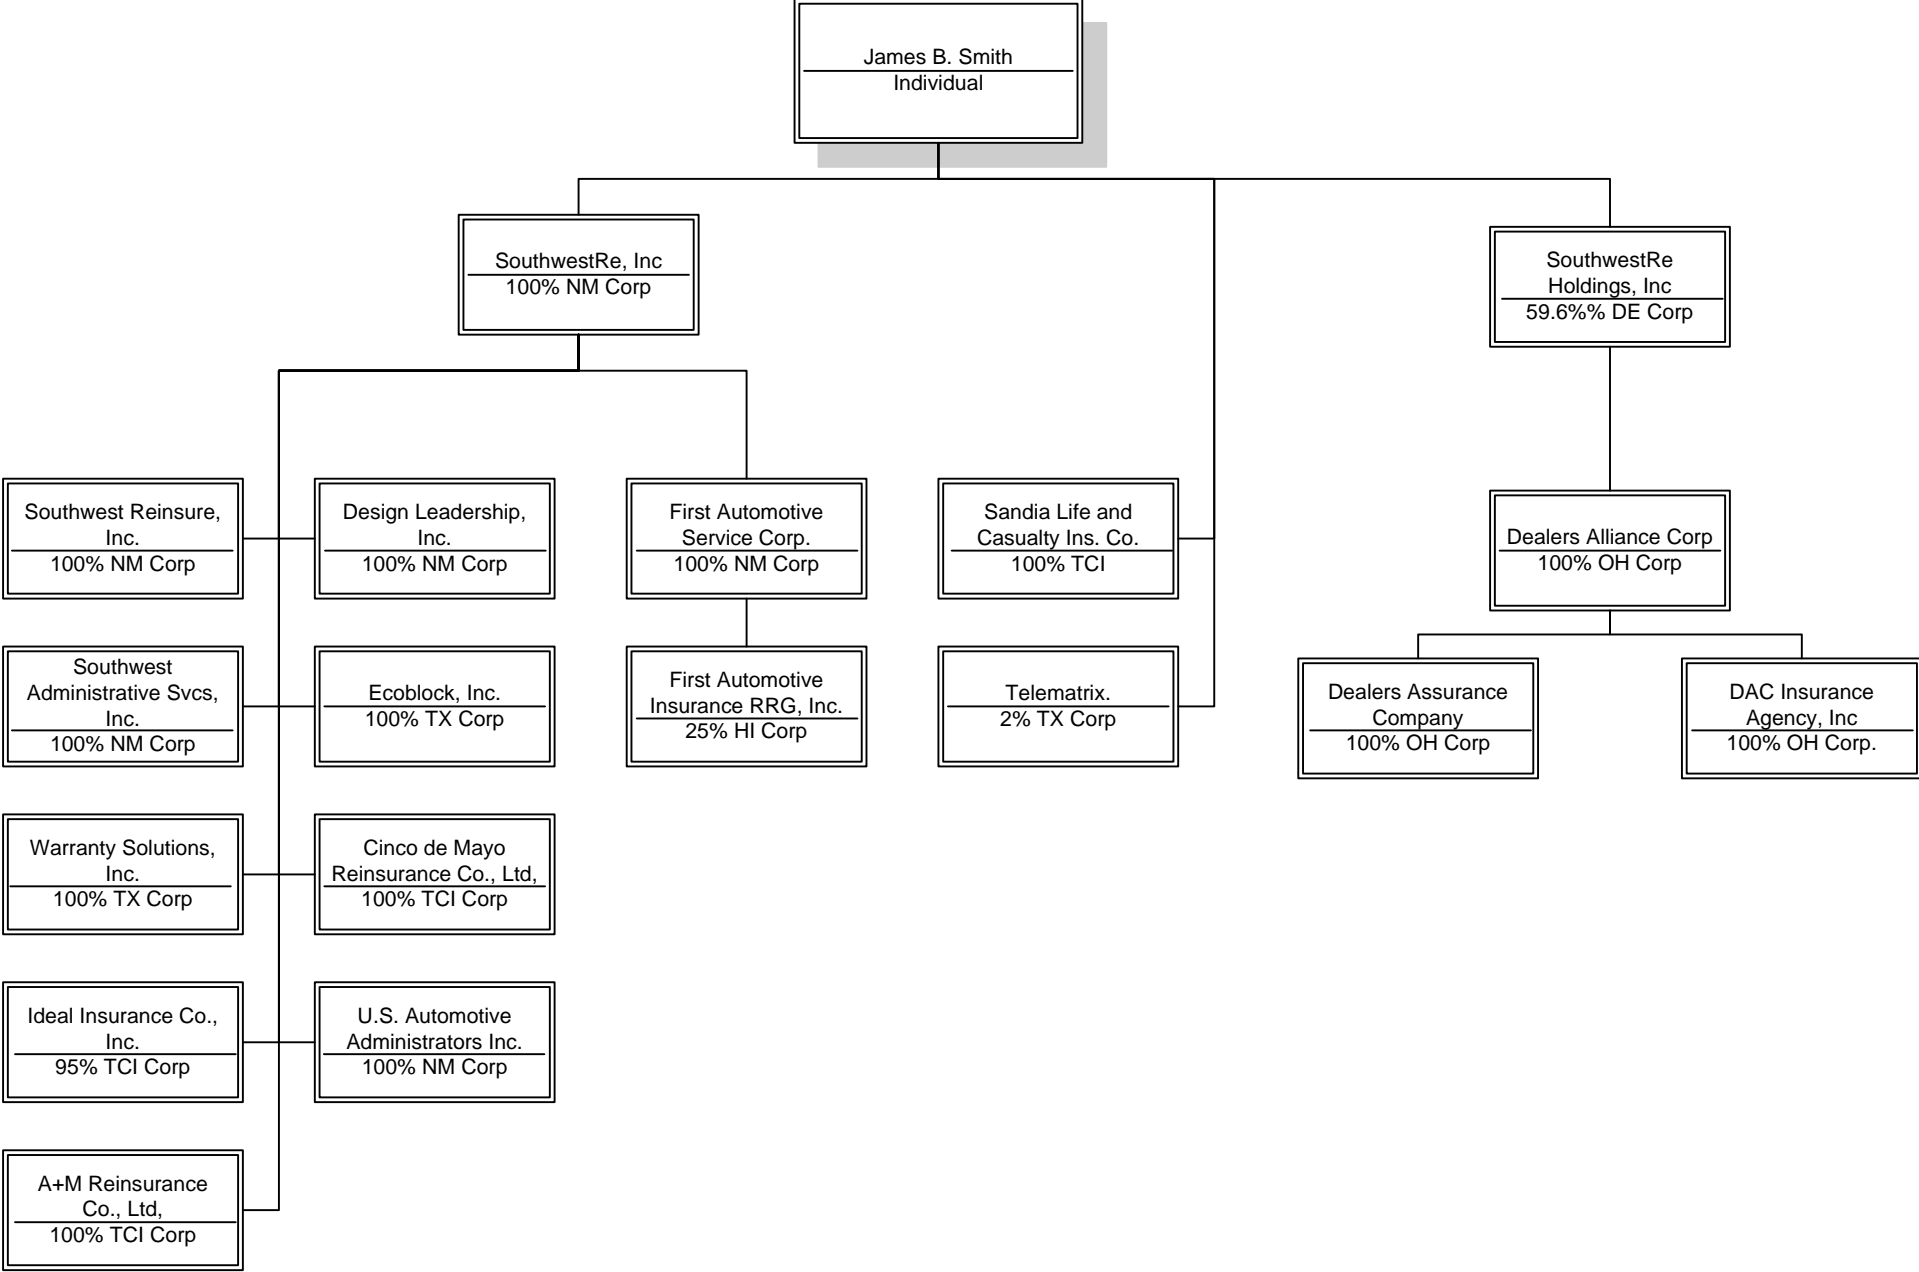 James B. Smith
Individual
SouthwestRe, Inc
100% NM Corp
SouthwestRe
Holdings, Inc
59.6%% DE Corp
Southwest Reinsure,
Inc.
100% NM Corp
Design Leadership,
Inc.
100% NM Corp
First Automotive
Service Corp.
100% NM Corp
Sandia Life and
Casualty Ins. Co.
100% TCI
Dealers Alliance Corp
100% OH Corp
Southwest
Administrative Svcs,
Inc.
100% NM Corp
Ecoblock, Inc.
100% TX Corp
First Automotive
Insurance RRG, Inc.
25% HI Corp
Telematrix.
2% TX Corp
Dealers Assurance
Company
100% OH Corp
DAC Insurance
Agency, Inc
100% OH Corp.
Warranty Solutions,
Inc.
100% TX Corp
Cinco de Mayo
Reinsurance Co., Ltd,
100% TCI Corp
Ideal Insurance Co.,
Inc.
95% TCI Corp
U.S. Automotive
Administrators Inc.
100% NM Corp
A+M Reinsurance
Co., Ltd,
100% TCI Corp